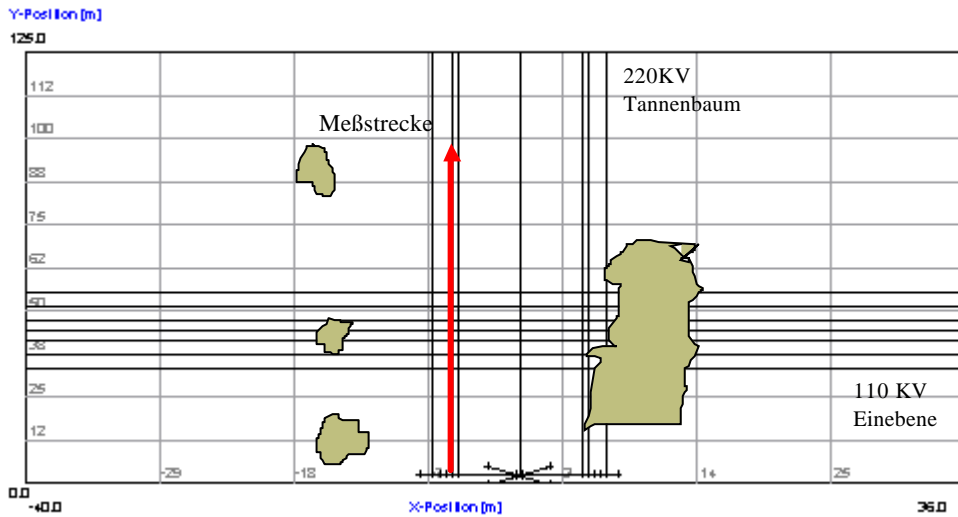 Y-Position [m]
125.0
112
100
88
75
62
50
38
25
12
0.0
-40.0
-29
-18
14
25
36.0
X-Position [m]
Meßstrecke
220KV
Tannenbaum
110 KV
Einebene